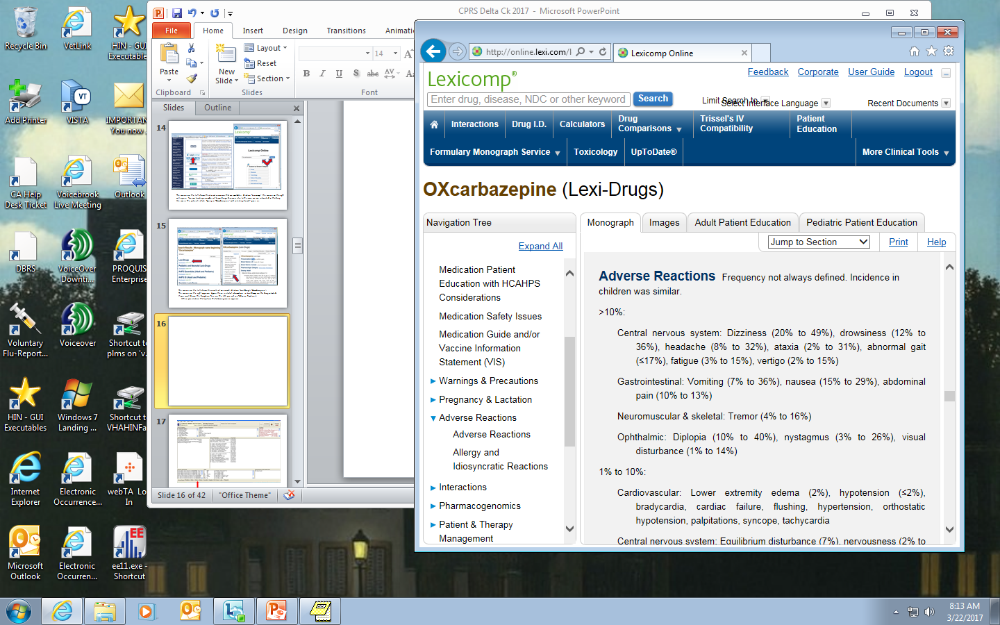 Recycle Bin
VetLink
HIN - GUI
Executable
Add Printer
VISTA
IMPORTAN
You now
CA Help
Desk Ticket
Voicebrook
Live Meeting
Outlook
DBRS
VoiceOver
Downti...
PROQUIS
Enterprise
Voluntary
Flu-Report...
Voiceover
Shortcut to
plms on 'v.
HIN - GUI
Executables
Windows 7
Landing ...
Shortcut t
VHAHINFa
Internet
Explorer
Electronic
Occurrence...
webTA Lo
In
Microsoft
Outlook
Electronic
Occurren...
ee11.exe -
Shortcut
CPRS Delta Ck 2017 - Microsoft PowerPoint
File
Home
Insert
Design
Transitions
Animati
Paste
New
Slide
Layout
Reset
Section
14
B I U S abc AV Aa
Clipboard
Slides
Font
Slides
Outline
14
15
16
17
Slide 16 of 42
"Office Theme"
http://online.lexi.com/l
Lexicomp Online
Lexicomp®
Feedback
Corporate
User Guide
Logout
Enter drug, disease, NDC or other keyword
Search
Limit Search to
Select Interface Language
Recent Documents
Interactions
Drug I.D.
Calculators
Drug
Comparisons
Trissel's IV
Compatibility
Patient
Education
Formulary Monograph Service
Toxicology
UpToDate®
More Clinical Tools
OXcarbazepine (Lexi-Drugs)
Navigation Tree
Monograph
Images
Adult Patient Education
Pediatric Patient Education
Expand All
Jump to Section
Print
Help
Medication Patient
Education with HCAHPS
Considerations
Medication Safety Issues
Medication Guide and/or
Vaccine Information
Statement (VIS)
Warnings & Precautions
Pregnancy & Lactation
Adverse Reactions
Adverse Reactions
Allergy and
Idiosyncratic Reactions
Interactions
Pharmacogenomics
Patient & Therapy
Management
Adverse Reactions Frequency not always defined. Incidence in
children was similar.
>10%:
Central nervous system: Dizziness (20% to 49%), drowsiness (12% to
36%), headache (8% to 32%), ataxia (2% to 31%), abnormal gait
(≤17%), fatigue (3% to 15%), vertigo (2% to 15%)
Gastrointestinal: Vomiting (7% to 36%), nausea (15% to 29%), abdominal
pain (10% to 13%)
Neuromuscular & skeletal: Tremor (4% to 16%)
Ophthalmic: Diplopia (10% to 40%), nystagmus (3% to 26%), visual
disturbance (1% to 14%)
1% to 10%:
Cardiovascular: Lower extremity edema (2%), hypotension (≤2%),
bradycardia, cardiac failure, flushing, hypertension, orthostatic
hypotension, palpitations, syncope, tachycardia
Central nervous system: Equilibrium disturbance (7%), nervousness (2% to
8:13 AM
3/22/2017